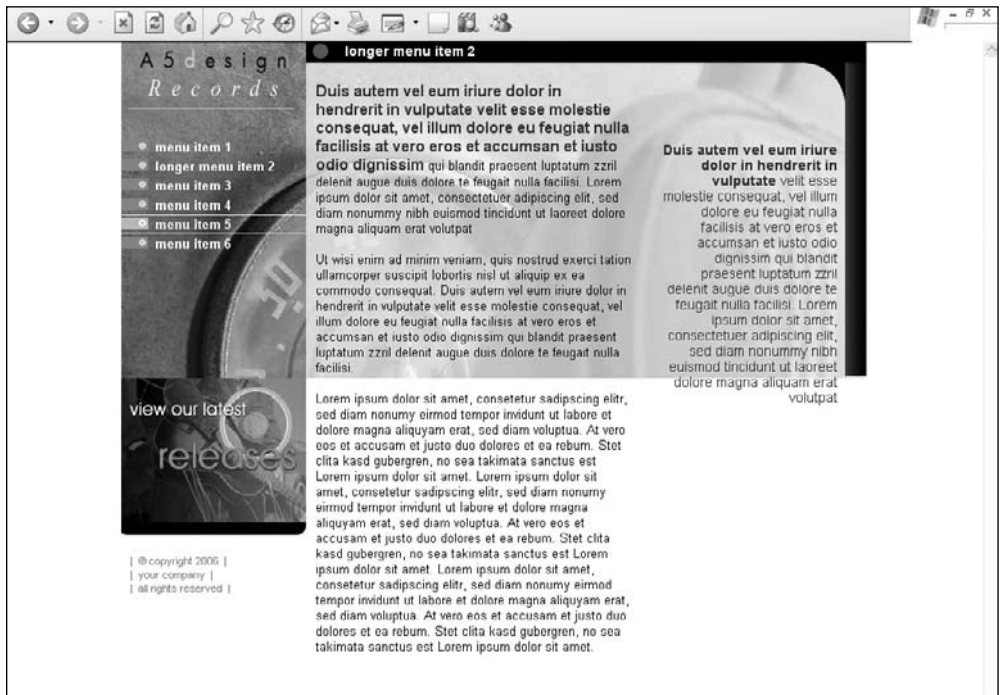 A5design
Records
menu item 1
longer menu item 2
menu item 3
menu item 4
menu item 5
menu item 6
view our latest
releases
| © copyright 2006 |
| your company |
| all rights reserved |
longer menu item 2
Duis autem vel eum iriure dolor in
hendrerit in vulputate velit esse molestie
consequat, vel illum dolore eu feugiat nulla
facilisis at vero eros et accumsan et iusto
odio dignissim qui blandit praesent luptatum zzril
delenit augue duis dolore te feugait nulla facilisi. Lorem
ipsum dolor sit amet, consectetuer adipiscing elit, sed
diam nonummy nibh euismod tincidunt ut laoreet dolore
magna aliquam erat volutpat
Ut wisi enim ad minim veniam, quis nostrud exerci tation
ullamcorper suscipit lobortis nisl ut aliquip ex ea
commodo consequat. Duis autem vel eum iriure dolor in
hendrerit in vulputate velit esse molestie consequat, vel
illum dolore eu feugiat nulla facilisis at vero eros et
accumsan et iusto odio dignissim qui blandit praesent
luptatum zzril delenit augue duis dolore te feugait nulla
facilisi.
Lorem ipsum dolor sit amet, consetetur sadipscing elitr,
sed diam nonumy eirmod tempor invidunt ut labore et
dolore magna aliquyam erat, sed diam voluptua. At vero
eos et accusam et justo duo dolores et ea rebum. Stet
clita kasd gubergren, no sea takimata sanctus est
Lorem ipsum dolor sit amet. Lorem ipsum dolor sit
amet, consetetur sadipscing elitr, sed diam nonumy
eirmod tempor invidunt ut labore et dolore magna
aliquyam erat, sed diam voluptua. At vero eos et
accusam et justo duo dolores et ea rebum. Stet clita
kasd gubergren, no sea takimata sanctus est Lorem
ipsum dolor sit amet. Lorem ipsum dolor sit amet,
consetetur sadipscing elitr, sed diam nonumy eirmod
tempor invidunt ut labore et dolore magna aliquyam erat,
sed diam voluptua. At vero eos et accusam et justo duo
dolores et ea rebum. Stet clita kasd gubergren, no sea
takimata sanctus est Lorem ipsum dolor sit amet.
Duis autem vel eum iriure
dolor in hendrerit in
vulputate velit esse
molestie consequat, vel illum
dolore eu feugiat nulla
facilisis at vero eros et
accumsan et iusto odio
dignissim qui blandit
praesent luptatum zzril
delenit augue duis dolore te
feugait nulla facilisi. Lorem
ipsum dolor sit amet,
consectetuer adipiscing elit,
sed diam nonummy nibh
euismod tincidunt ut laoreet
dolore magna aliquam erat
volutpat